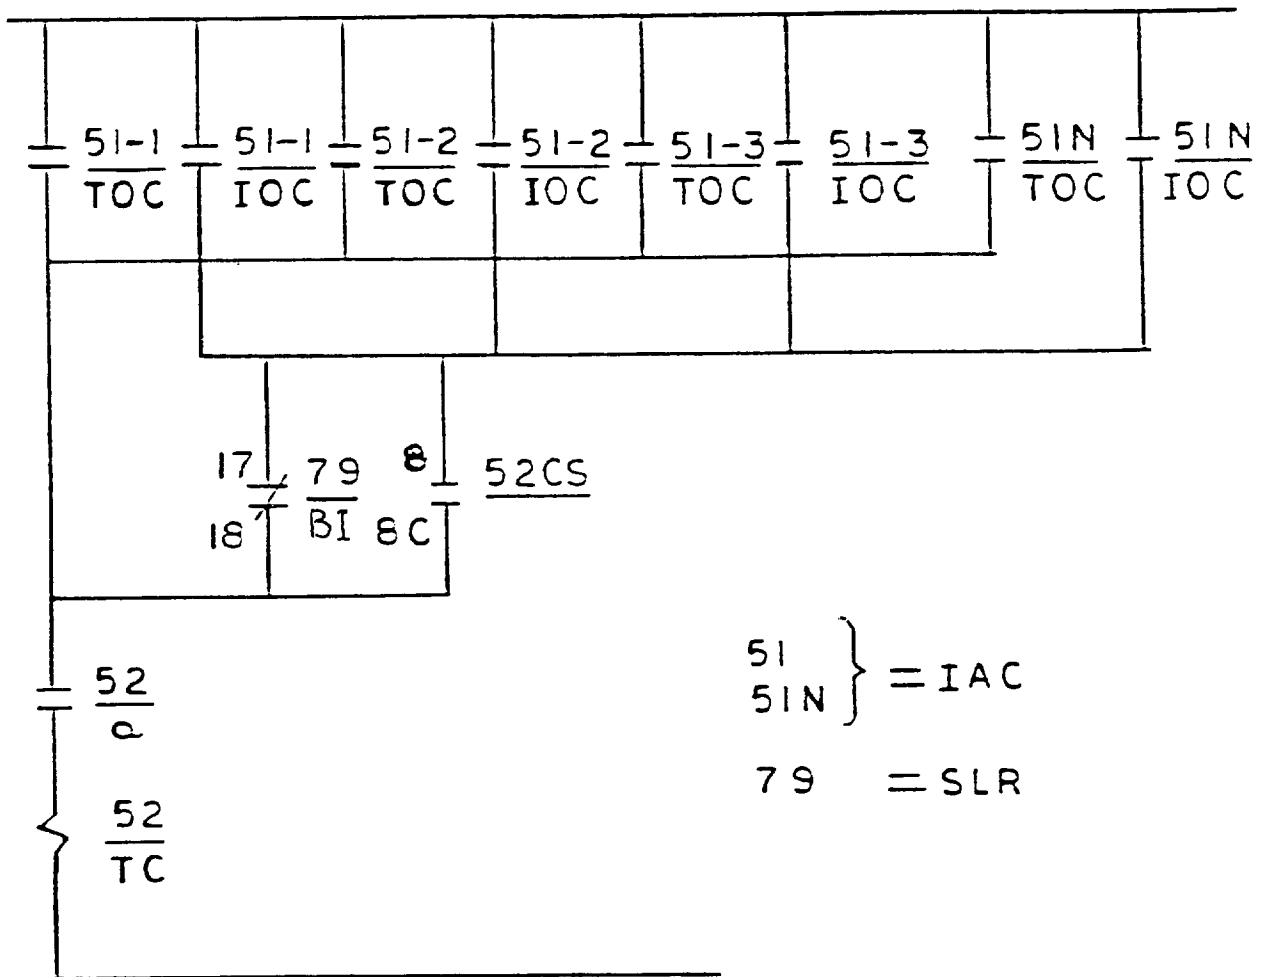 51-1
TOC
51-1
IOC
51-2
TOC
51-2
IOC
51-3
TOC
51-3
IOC
51N
TOC
51N
IOC
17
18
79
BI
8
8C
52CS
52
a
52
TC
51
51N
= IAC
79 = SLR